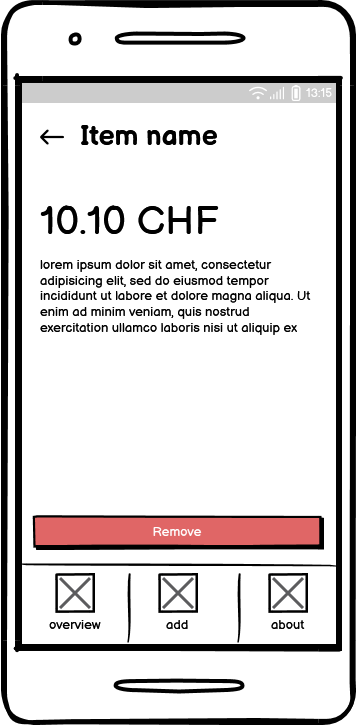 13:15
← Item name
10.10 CHF
lorem ipsum dolor sit amet, consectetur
adipisicing elit, sed do eiusmod tempor
incididunt ut labore et dolore magna aliqua. Ut
enim ad minim veniam, quis nostrud
exercitation ullamco laboris nisi ut aliquip ex
Remove
overview add about